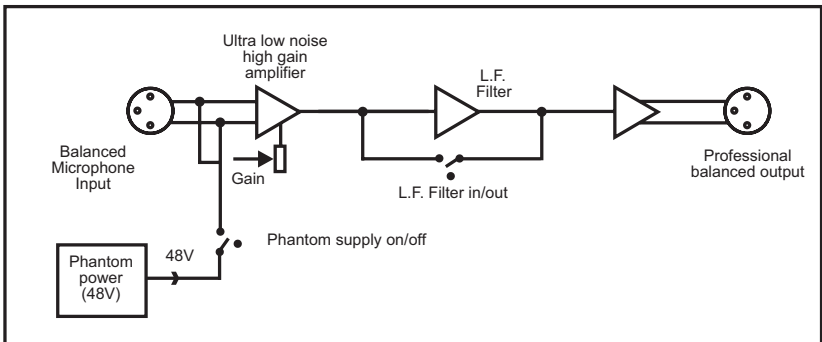 Ultra low noise
high gain
amplifier
L.F.
Filter
Balanced
Microphone
Input
Gain
L.F. Filter in/out
Professional
balanced output
Phantom supply on/off
48V
Phantom
power
(48V)